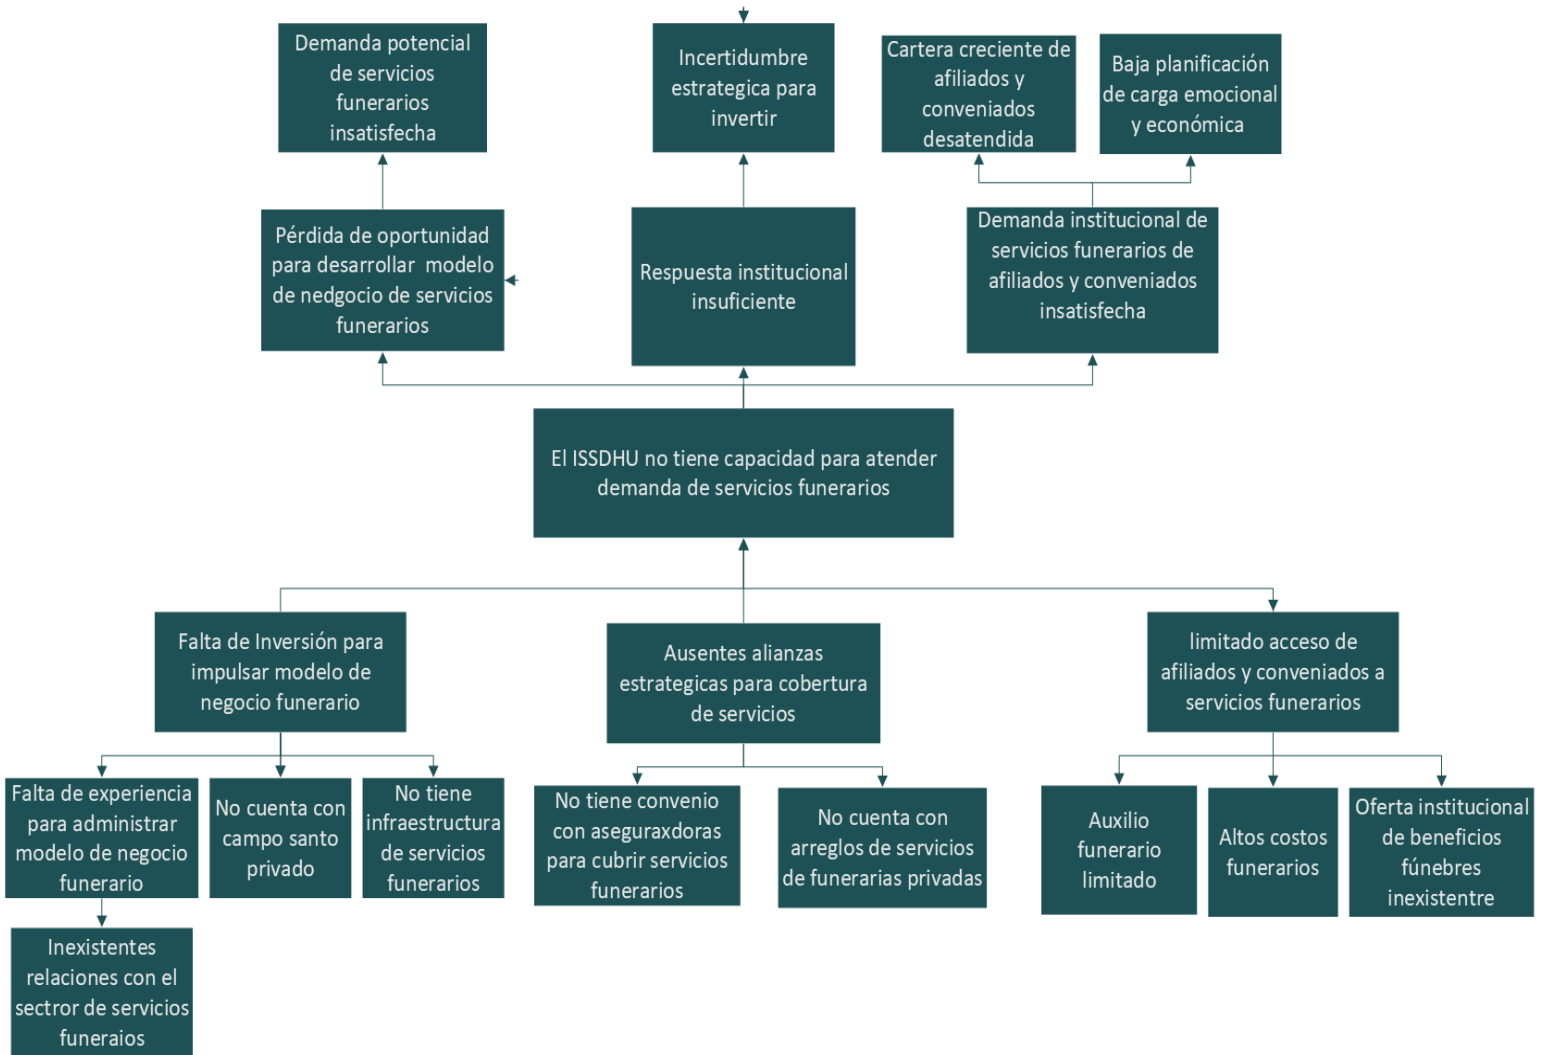 Demanda potencial
de servicios
funerarios
insatisfecha
Incertidumbre
estrategica para
invertir
Cartera creciente de
afiliados y
conveniados
desatendida
Baja planificación
de carga emocional
y económica
Pérdida de oportunidad
para desarrollar modelo
de nedgocio de servicios
funerarios
Respuesta institucional
insuficiente
Demanda institucional de
servicios funerarios de
afiliados y conveniados
insatisfecha
El ISSDHU no tiene capacidad para atender
demanda de servicios funerarios
Falta de Inversión para
impulsar modelo de
negocio funerario
Ausentes alianzas
estrategicas para cobertura
de servicios
limitado acceso de
afiliados y conveniados a
servicios funerarios
Falta de experiencia
para administrar
modelo de negocio
funerario
No cuenta con
campo santo
privado
No tiene
infraestructura
de servicios
funerarios
No tiene convenio
con aseguraxdoras
para cubrir servicios
funerarios
No cuenta con
arreglos de servicios
de funerarias privadas
Auxilio
funerario
limitado
Altos costos
funerarios
Oferta institucional
de beneficios
fúnebres
inexistentre
Inexistentes
relaciones con el
sectror de servicios
funeraios